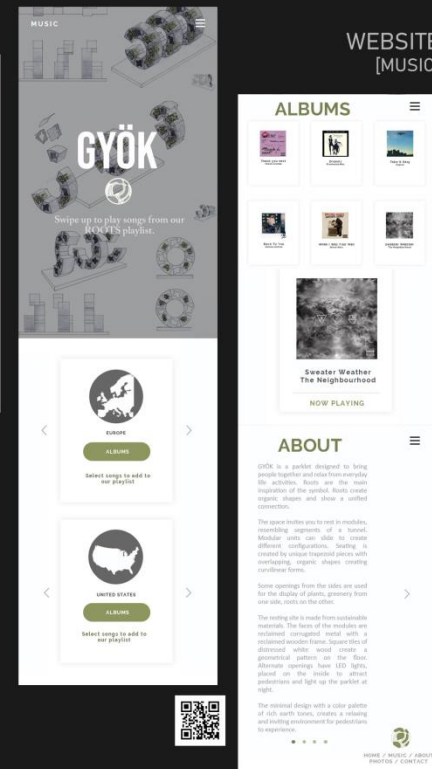 MUSIC
GYÖK
Swipe up to play songs from our
ROOTS playlist.
EUROPE
ALBUMS
Select songs to add to
our playlist
UNITED STATES
ALBUMS
Select songs to add to
our playlist
WEBSITE
[MUSIC
ALBUMS
Sweater Weather
The Neighbourhood
NOW PLAYING
ABOUT
GYÖK is a parklet designed to bring
people together and relax from everyday
life activities. Roots are the main
inspiration of the symbol. Roots create
organic shapes and show a unified
connection.
The space invites you to rest in modules,
resembling segments of a tunnel.
Modular units can slide to create
different configurations. Seating is
created by unique trapezoid pieces with
overlapping, organic shapes creating
curvilinear forms.
Some openings from the sides are used
for the display of plants, greenery from
one side, roots on the other.
The resting site is made from sustainable
materials. The faces of the modules are
reclaimed corrugated metal with a
reclaimed wooden frame. Square tiles of
distressed white wood create a
geometrical pattern on the floor.
Alternate openings have LED lights,
placed on the inside to attract
pedestrians and light up the parklet at
night.
The minimal design with a color palette
of rich earth tones, creates a relaxing
and inviting environment for pedestrians
to experience.
HOME / MUSIC / ABOUT
PHOTOS / CONTACT